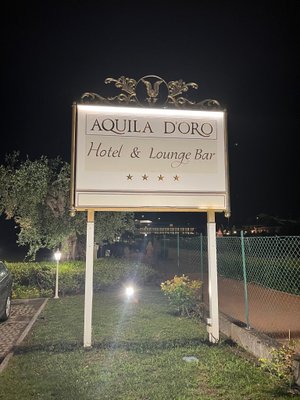 AQUILA D'ORO
Hotel & Lounge Bar
★ ★ ★ ★